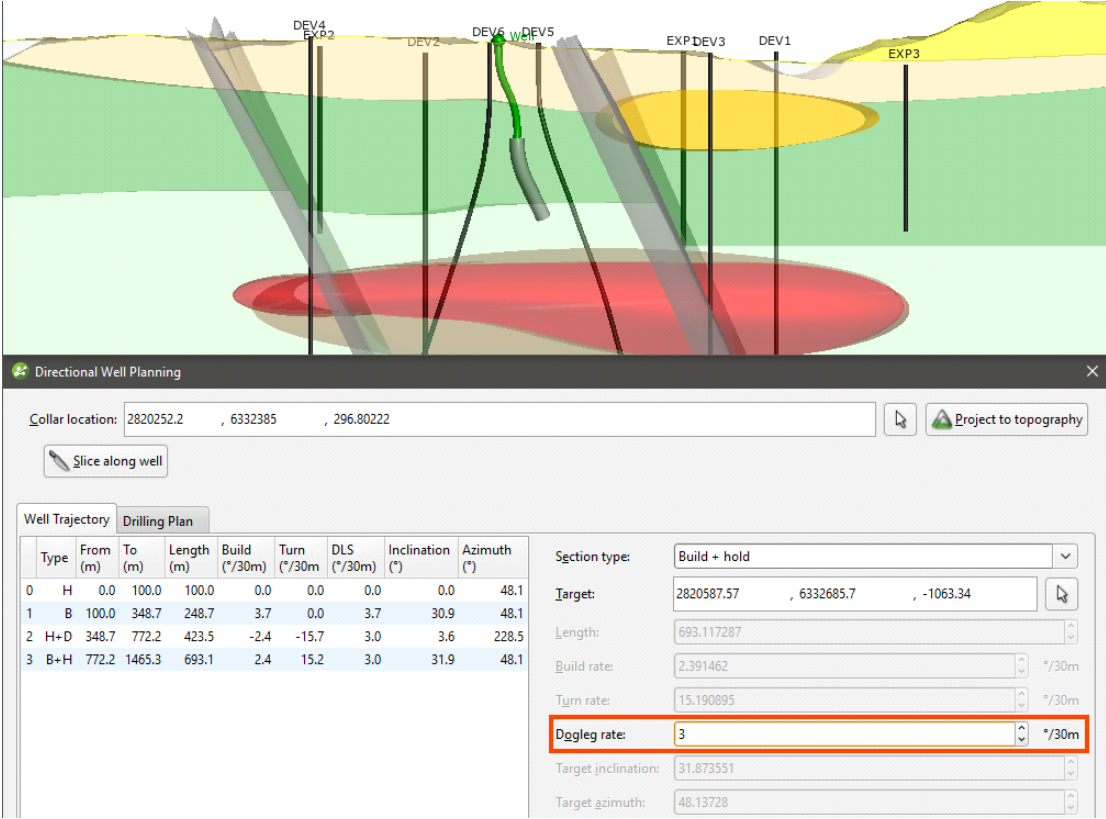 DEV4
EXP2
DEV2
DEV6
Well
DEV5
EXP1
DEV3
DEV1
EXP3
Directional Well Planning
Collar location: 2820252.2 , 6332385 , 296.80222
Project to topography
Slice along well
Well Trajectory Drilling Plan
Type From (m) To (m) Length (m) Build (°/30m) Turn (°/30m DLS (°/30m) Inclination (°) Azimuth (°)
0 H 0.0 100.0 100.0 0.0 0.0 0.0 0.0 48.1
1 B 100.0 348.7 248.7 3.7 0.0 3.7 30.9 48.1
2 H+D 348.7 772.2 423.5 -2.4 -15.7 3.0 3.6 228.5
3 B+H 772.2 1465.3 693.1 2.4 15.2 3.0 31.9 48.1
Section type: Build + hold
Target: 2820587.57 , 6332685.7 , -1063.34
Length: 693.117287
Build rate: 2.391462 °/30m
Turn rate: 15.190895 °/30m
Dogleg rate: 3 °/30m
Target inclination: 31.873551
Target azimuth: 48.13728